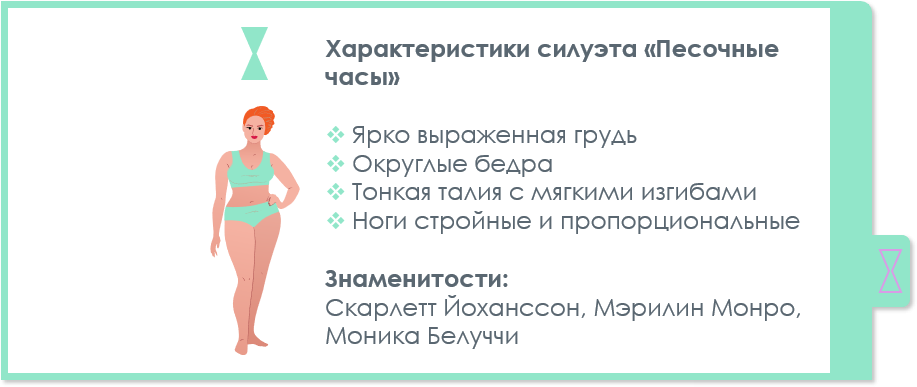 Характеристики силуэта «Песочные
часы»
Ярко выраженная грудь
Округлые бедра
Тонкая талия с мягкими изгибами
Ноги стройные и пропорциональные
Знаменитости:
Скарлетт Йоханссон, Мэрилин Монро,
Моника Белуччи